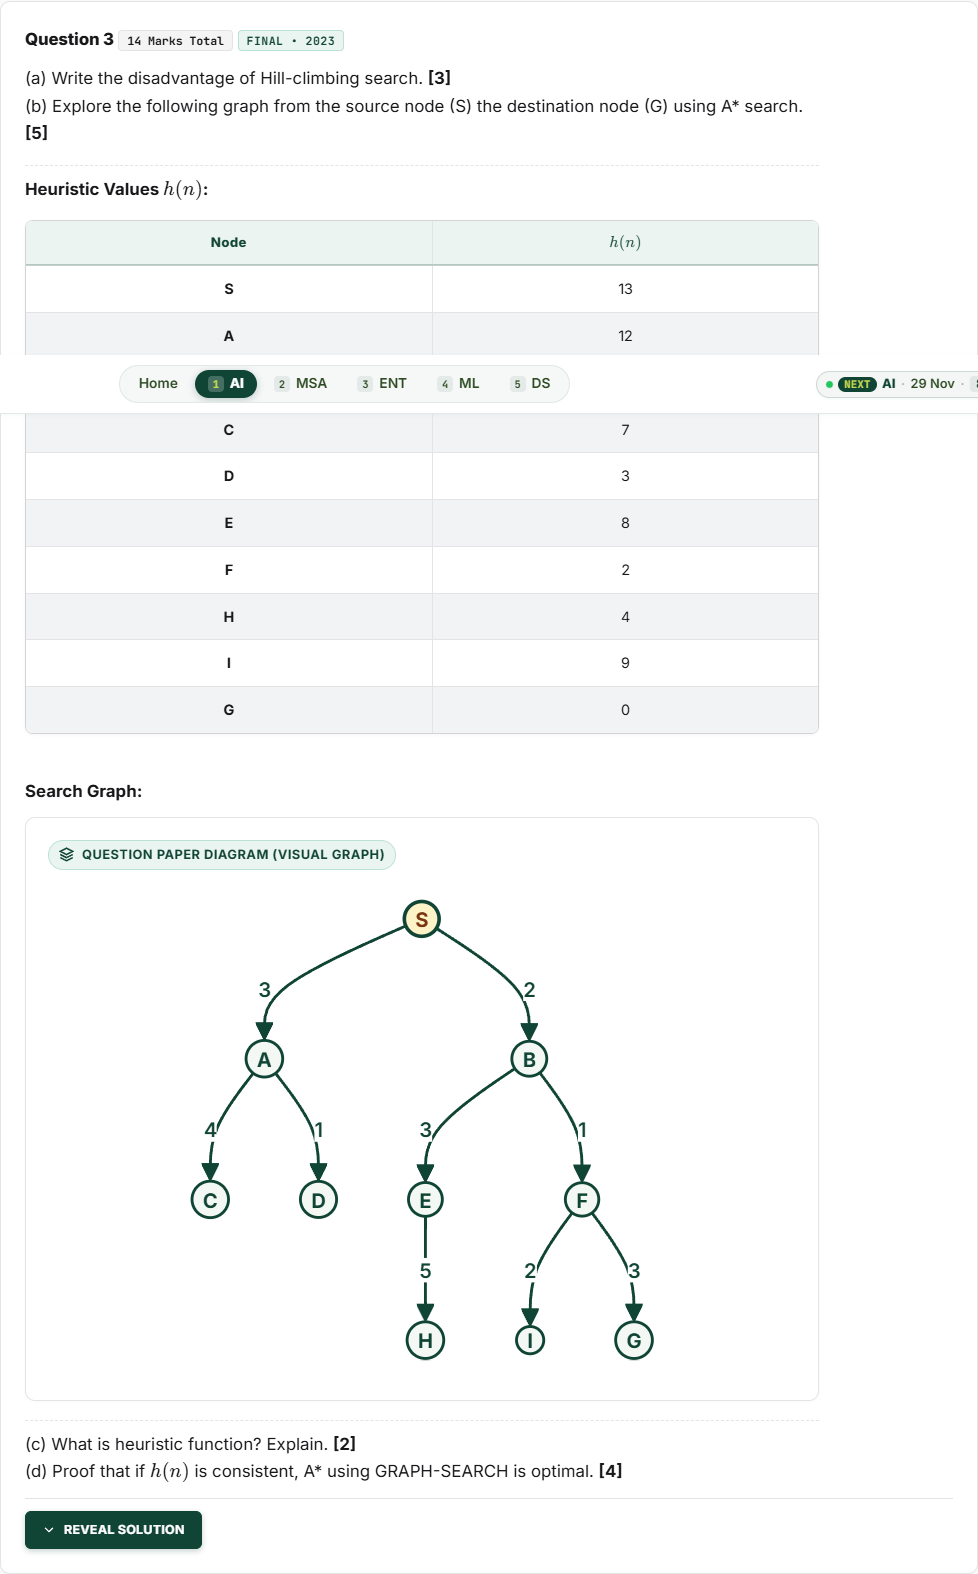 Question 3 14 Marks Total FINAL • 2023
(a) Write the disadvantage of Hill-climbing search. [3]
(b) Explore the following graph from the source node (S) the destination node (G) using A* search.
[5]
Heuristic Values h(n):
Node h(n)
S 13
A 12
Home 1 AI 2 MSA 3 ENT 4 ML 5 DS NEXT AI · 29 Nov ·
C 7
D 3
E 8
F 2
H 4
I 9
G 0
Search Graph:
QUESTION PAPER DIAGRAM (VISUAL GRAPH)
S
3 2
A B
4 1 3 1
C D E F
5 2 3
H I G
(c) What is heuristic function? Explain. [2]
(d) Proof that if h(n) is consistent, A* using GRAPH-SEARCH is optimal. [4]
REVEAL SOLUTION